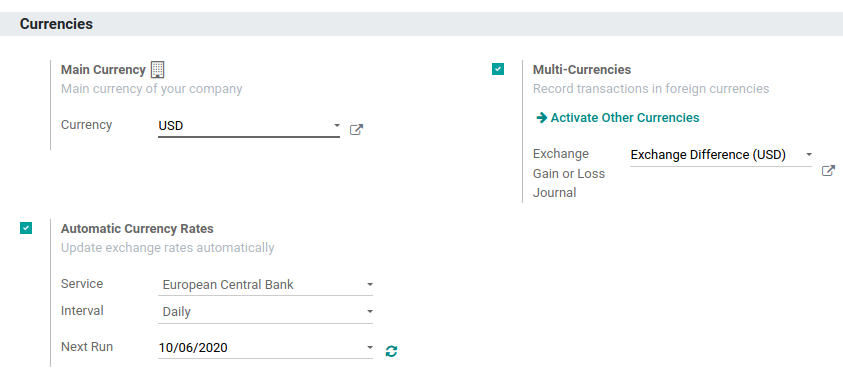 Currencies
Main Currency
Main currency of your company
Currency USD
Multi-Currencies
Record transactions in foreign currencies
Activate Other Currencies
Exchange Exchange Difference (USD)
Gain or Loss
Journal
Automatic Currency Rates
Update exchange rates automatically
Service European Central Bank
Interval Daily
Next Run 10/06/2020